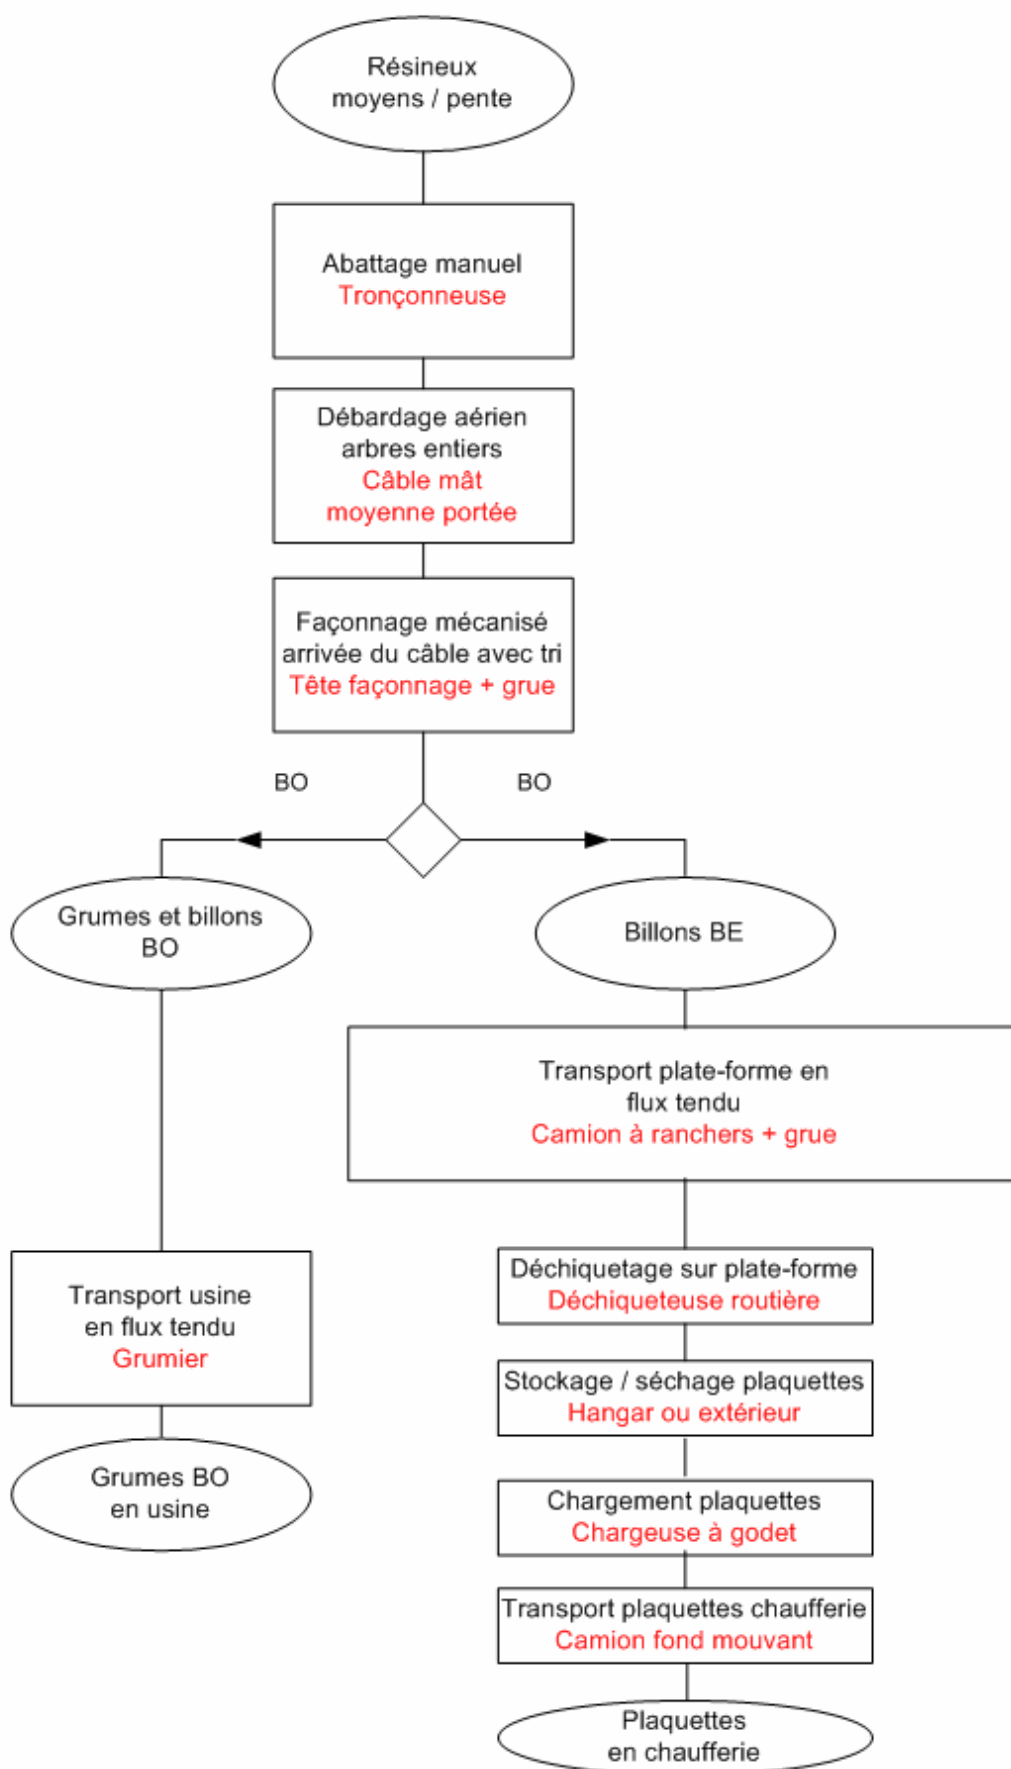 Résineux
moyens / pente
Abattage manuel
Tronçonneuse
Débardage aérien
arbres entiers
Câble mât
moyenne portée
Façonnage mécanisé
arrivée du câble avec tri
Tête façonnage + grue
BO
BO
Grumes et billons
BO
Billons BE
Transport plate-forme en
flux tendu
Camion à ranchers + grue
Déchiquetage sur plate-forme
Déchiqueteuse routière
Transport usine
en flux tendu
Grumier
Stockage / séchage plaquettes
Hangar ou extérieur
Grumes BO
en usine
Chargement plaquettes
Chargeuse à godet
Transport plaquettes chaufferie
Camion fond mouvant
Plaquettes
en chaufferie